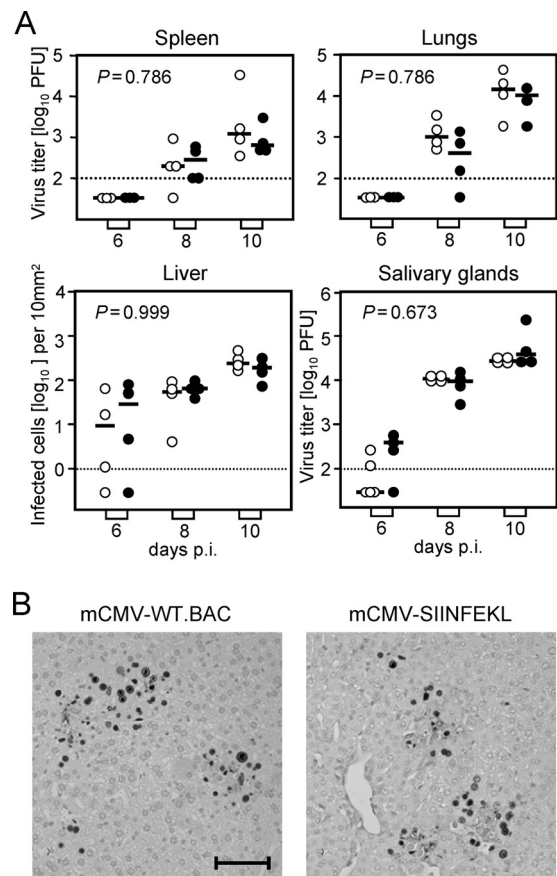 A
Spleen
Lungs
P = 0.786
P = 0.786
Virus titer [log₁₀ PFU]
5
4
3
2
5
4
3
2
6
8
10
6
8
10
Liver
Salivary glands
P = 0.999
P = 0.673
Infected cells [log₁₀] per 10mm²
4
3
2
1
0
Virus titer [log₁₀ PFU]
6
5
4
3
2
6
8
10
6
8
10
days p.i.
days p.i.
B
mCMV-WT.BAC
mCMV-SIINFEKL